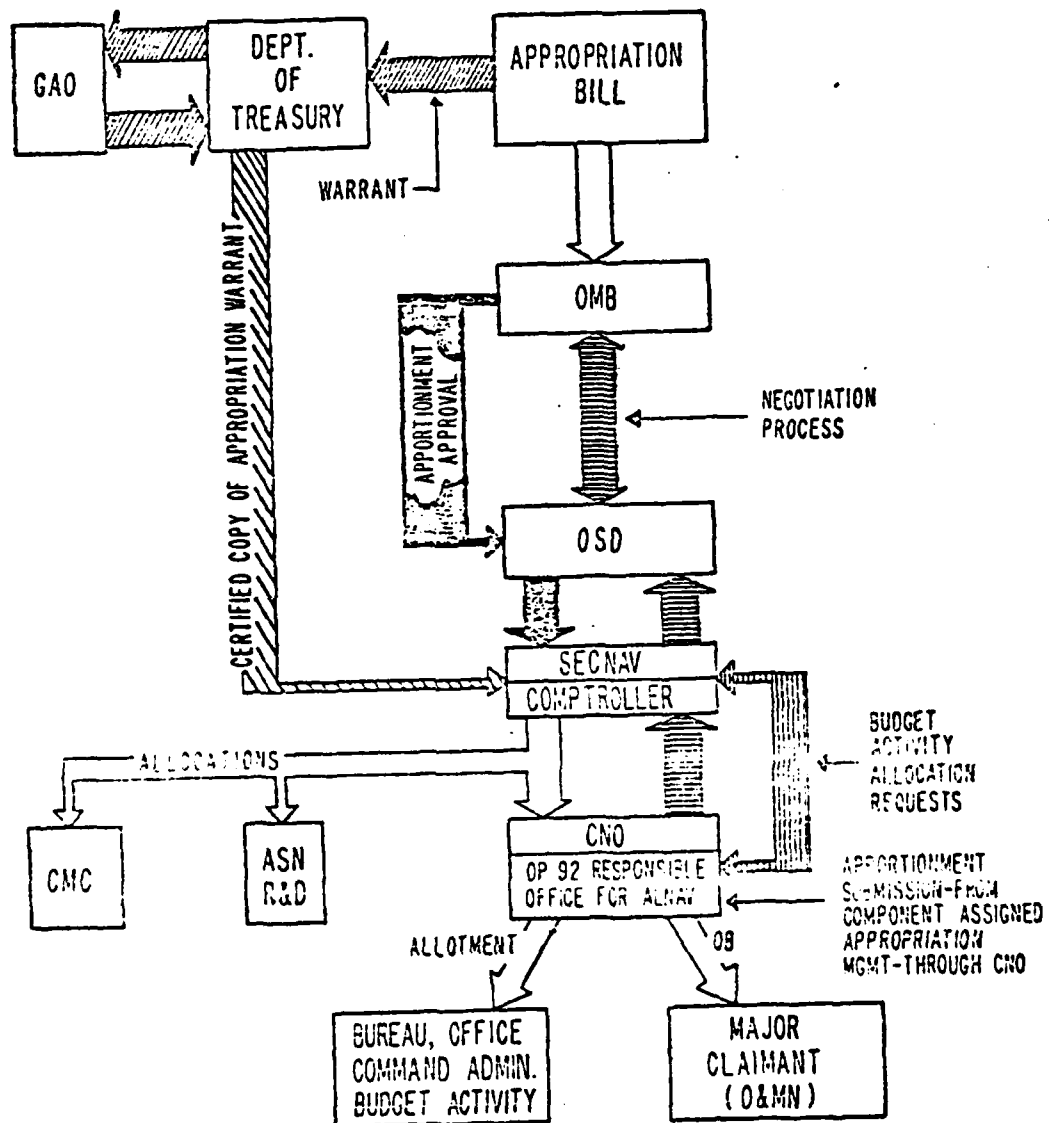 GAO
DEPT.
OF
TREASURY
APPROPRIATION
BILL
WARRANT
OMB
CERTIFIED COPY OF APPROPRIATION WARRANT
APPORTIONMENT
APPROVAL
NEGOTIATION
PROCESS
OSD
SECNAV
COMPTROLLER
ALLOCATIONS
BUDGET
ACTIVITY
ALLOCATION
REQUESTS
CMC
ASN
R&D
CNO
OP 92 RESPONSIBLE
OFFICE FOR ALNAV
APPORTIONMENT
SUBMISSION-FROM
COMPONENT ASSIGNED
APPROPRIATION
MGMT-THROUGH CNO
ALLOTMENT
OB
BUREAU, OFFICE
COMMAND ADMIN.
BUDGET ACTIVITY
MAJOR
CLAIMANT
(O&MN)